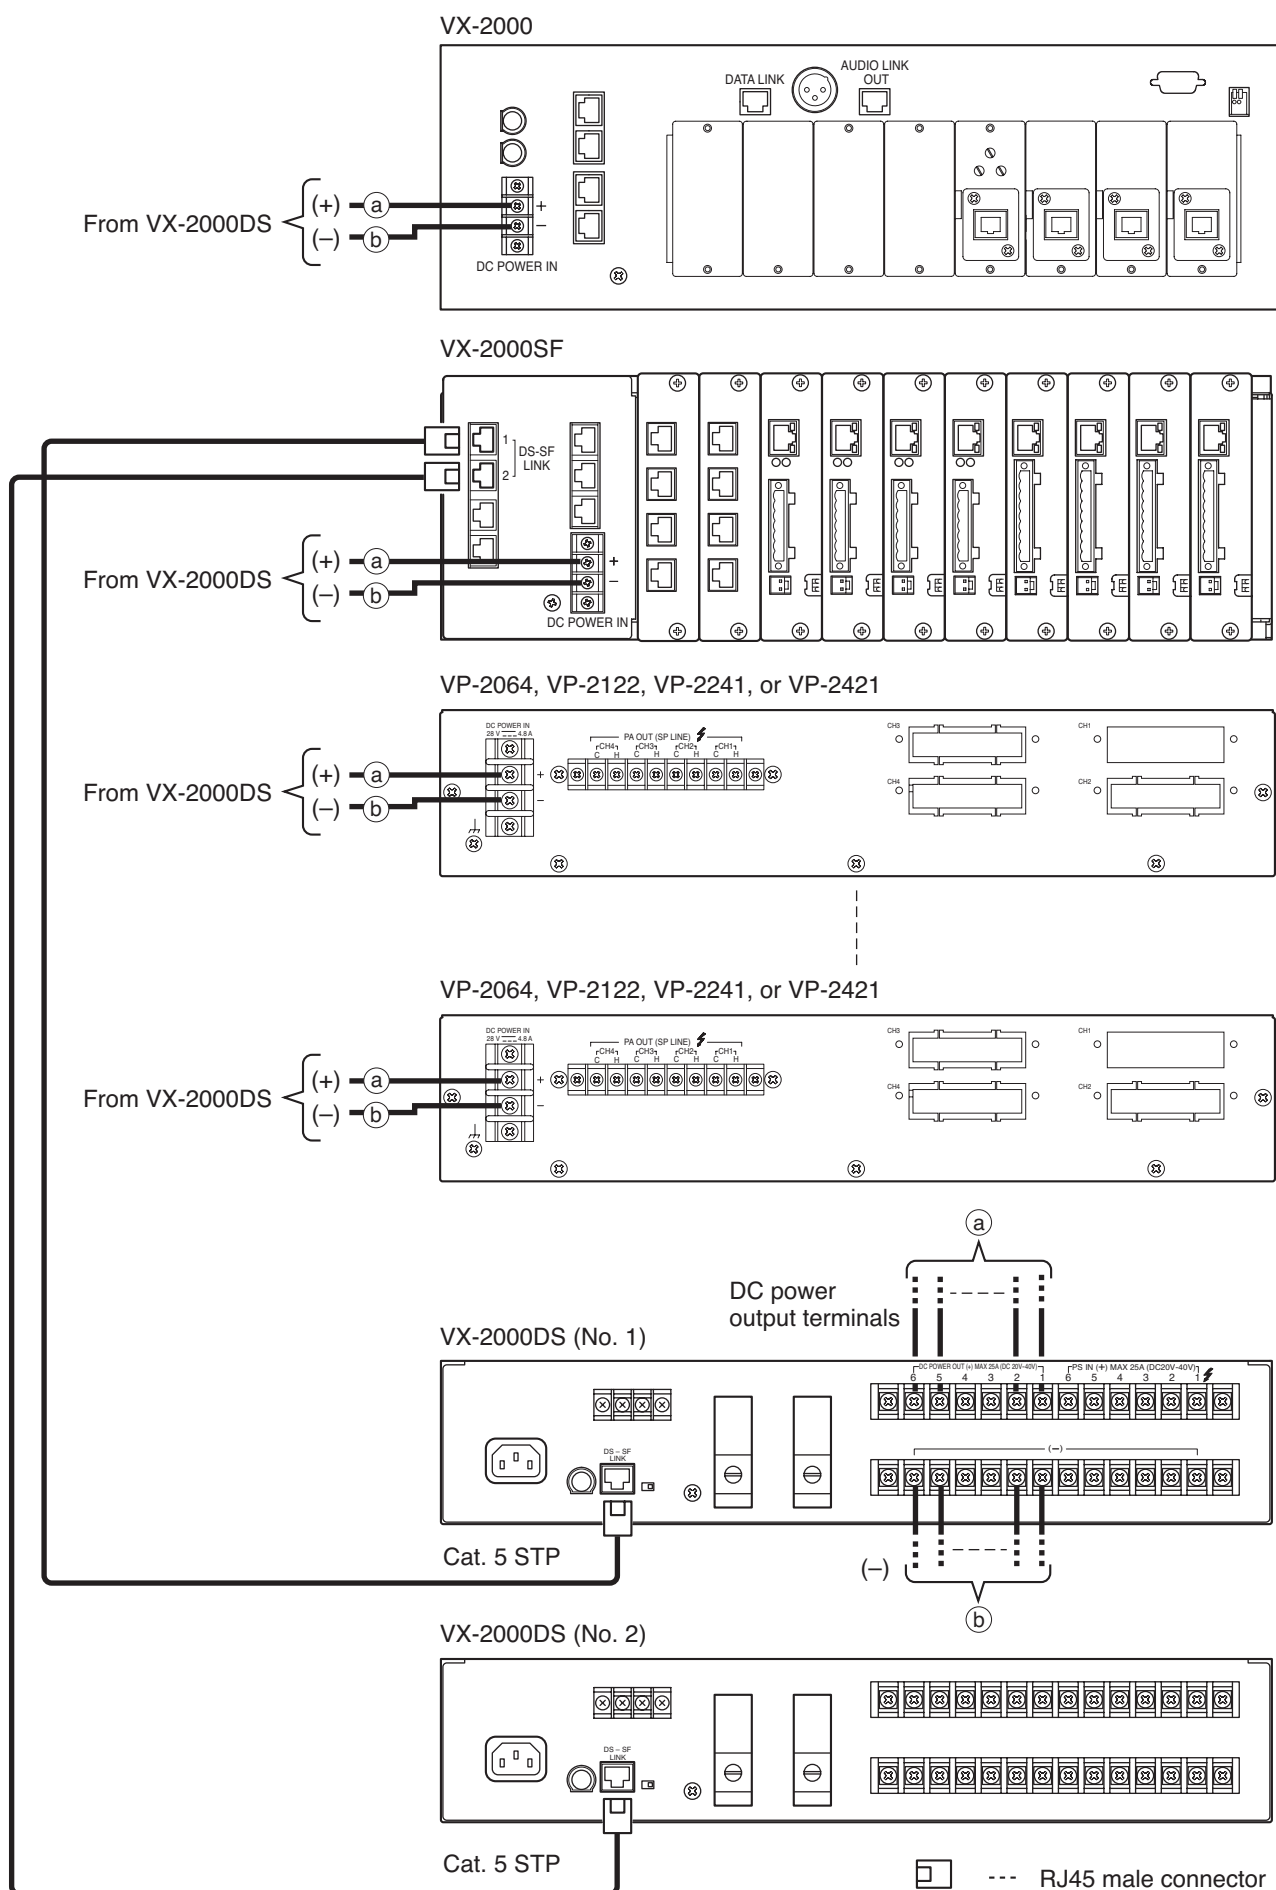 VX-2000
DATA LINK
AUDIO LINK
OUT
From VX-2000DS
(+) a
(–) b
+
–
DC POWER IN
VX-2000SF
1
DS-SF
LINK
2
From VX-2000DS
(+) a
(–) b
+
–
DC POWER IN
VP-2064, VP-2122, VP-2241, or VP-2421
DC POWER IN
28 V 4.8 A
PA OUT (SP LINE)
CH4 CH3 CH2 CH1
C H C H C H C H
CH3
CH1
CH4
CH2
From VX-2000DS
(+) a
(–) b
+
–
VP-2064, VP-2122, VP-2241, or VP-2421
DC POWER IN
28 V 4.8 A
PA OUT (SP LINE)
CH4 CH3 CH2 CH1
C H C H C H C H
CH3
CH1
CH4
CH2
From VX-2000DS
(+) a
(–) b
+
–
a
DC power
output terminals
VX-2000DS (No. 1)
DC POWER OUT (+) MAX 25A (DC 20V~40V)
PS IN (+) MAX 25A (DC20V~40V)
6 5 4 3 2 1 6 5 4 3 2 1
(–)
DS – SF
LINK
Cat. 5 STP
(–)
b
VX-2000DS (No. 2)
DS – SF
LINK
Cat. 5 STP
--- RJ45 male connector